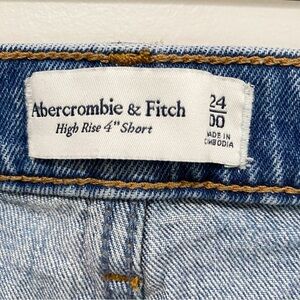 Abercrombie & Fitch
High Rise 4" Short
24
00
MADE IN
CAMBODIA